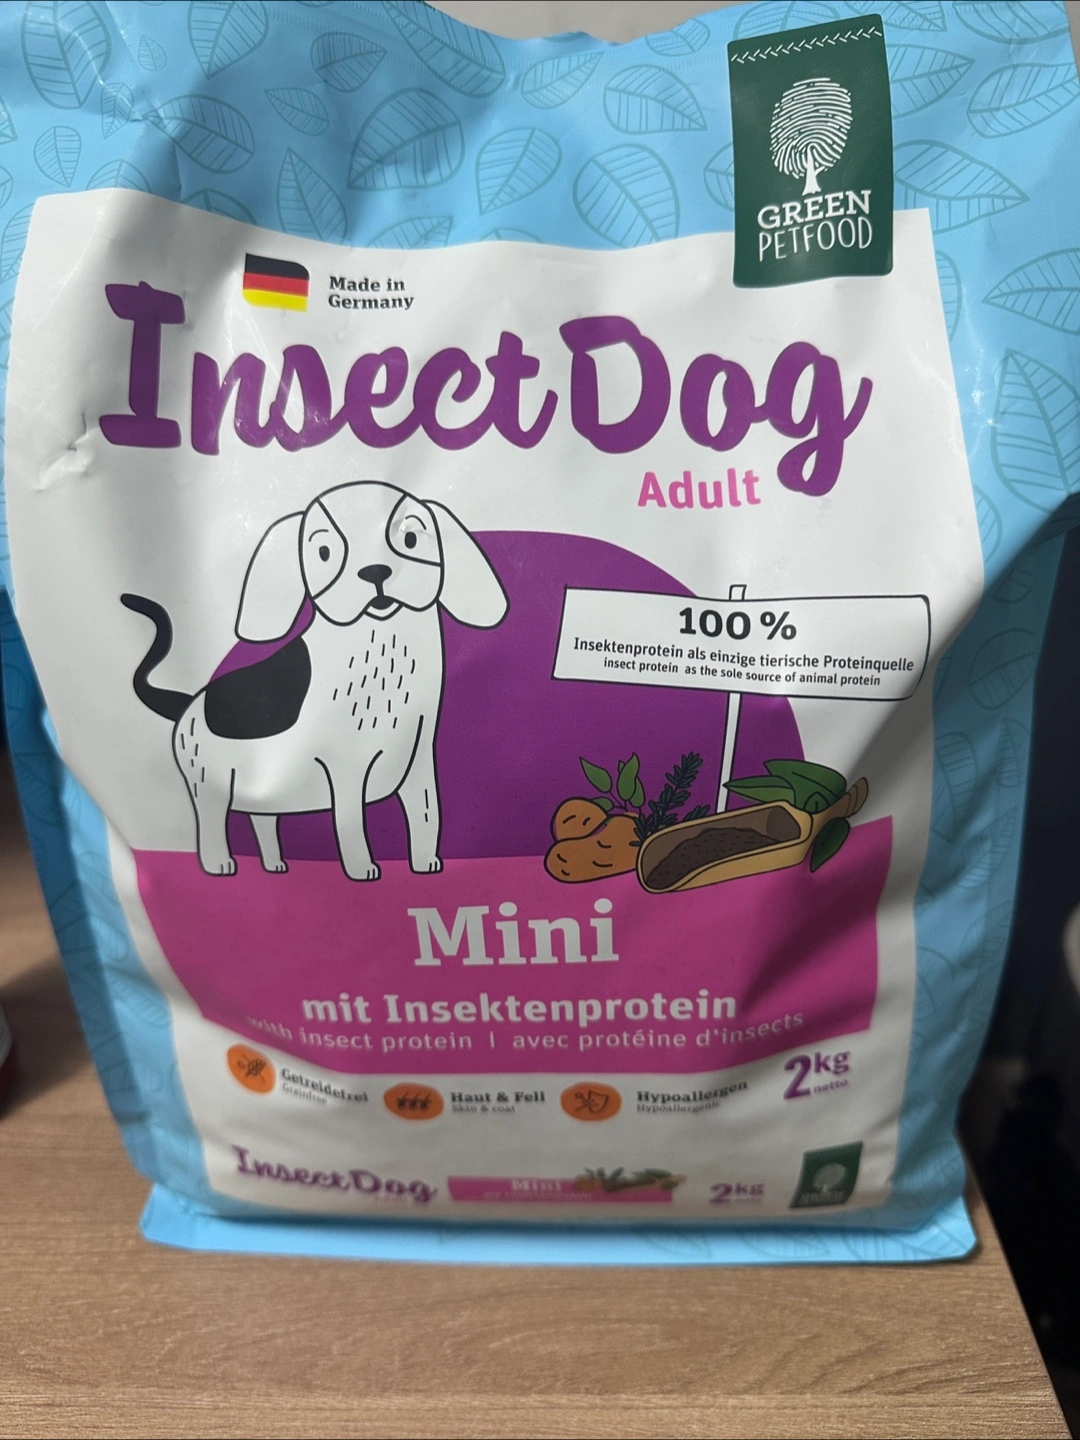 GREEN
PETFOOD
Made in
Germany
InsectDog
Adult
100 %
Insektenprotein als einzige tierische Proteinquelle
insect protein as the sole source of animal protein
Mini
mit Insektenprotein
with insect protein | avec protéine d'insects
Getreidefrei
Grainfree
Haut & Fell
Skin & coat
Hypoallergen
Hypoallergenic
2kg
netto
InsectDog
Mini
2kg